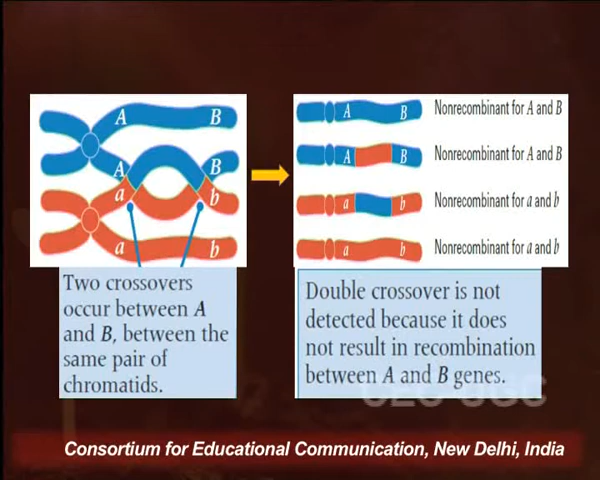 A B
A B
a b
a b
A B Nonrecombinant for A and B
A B Nonrecombinant for A and B
a b Nonrecombinant for a and b
a b Nonrecombinant for a and b
Two crossovers
occur between A
and B, between the
same pair of
chromatids.
Double crossover is not
detected because it does
not result in recombination
between A and B genes.
CEC UGC
Consortium for Educational Communication, New Delhi, India